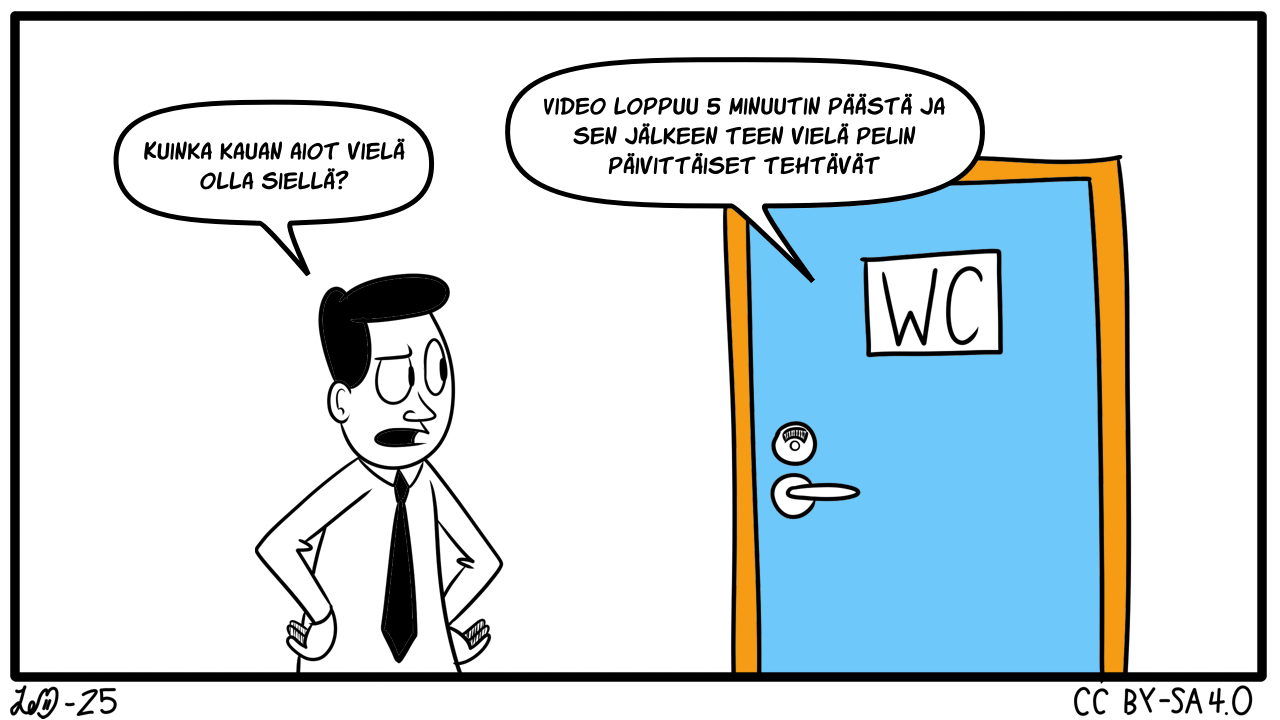 KUINKA KAUAN AIOT VIELÄ
OLLA SIELLÄ?
VIDEO LOPPUU 5 MINUUTIN PÄÄSTÄ JA
SEN JÄLKEEN TEEN VIELÄ PELIN
PÄIVITTÄISET TEHTÄVÄT
WC
-25
CC BY-SA 4.0